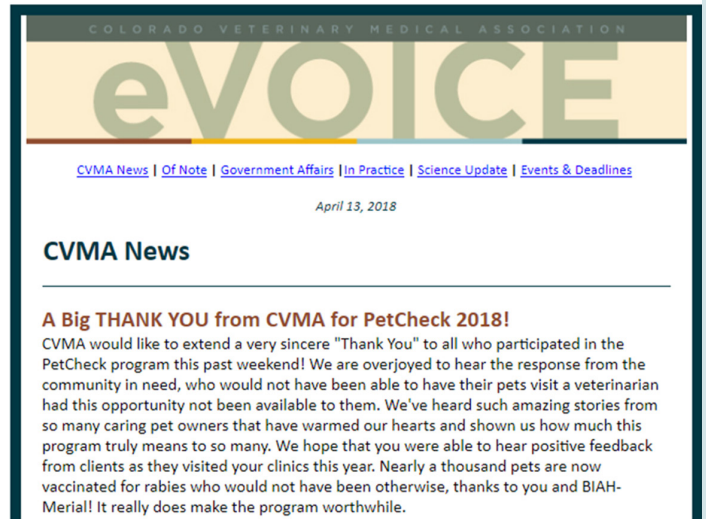 COLORADO VETERINARY MEDICAL ASSOCIATION
eVOICE
CVMA News | Of Note | Government Affairs |In Practice | Science Update | Events & Deadlines
April 13, 2018
CVMA News
A Big THANK YOU from CVMA for PetCheck 2018!
CVMA would like to extend a very sincere "Thank You" to all who participated in the
PetCheck program this past weekend! We are overjoyed to hear the response from the
community in need, who would not have been able to have their pets visit a veterinarian
had this opportunity not been available to them. We've heard such amazing stories from
so many caring pet owners that have warmed our hearts and shown us how much this
program truly means to so many. We hope that you were able to hear positive feedback
from clients as they visited your clinics this year. Nearly a thousand pets are now
vaccinated for rabies who would not have been otherwise, thanks to you and BIAH-
Merial! It really does make the program worthwhile.